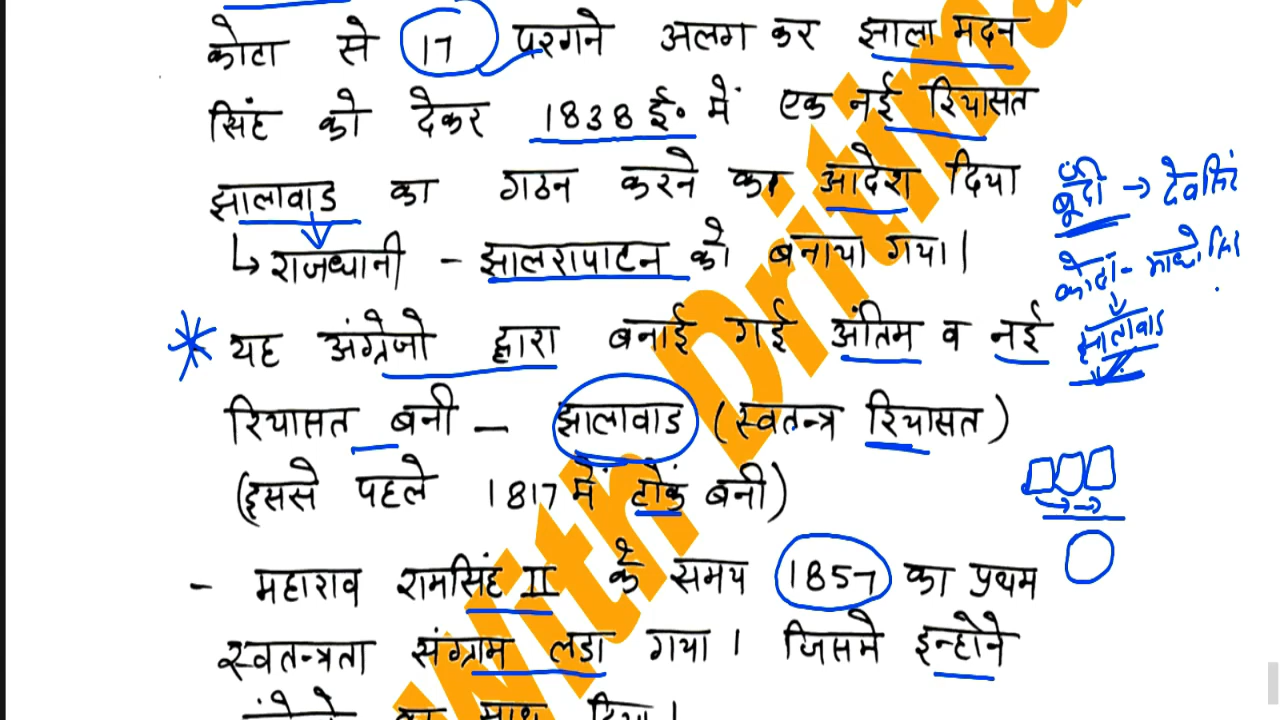 कोटा से 17 परगने अलग कर झाला मदन
सिंह को देकर 1838 ई. में एक नई रियासत
झालावाड का गठन करने का आदेश दिया
↳ राजधानी - झालरापाटन को बनाया गया।
* यह अंग्रेजो द्वारा बनाई गई अंतिम व नई
रियासत बनी - झालावाड (स्वतन्त्र रियासत)
(इससे पहले 1817 में टोंक बनी)
- महाराव रामसिंह II के समय 1857 का प्रथम
स्वतन्त्रता संग्राम लडा गया। जिसमे इन्होने
का साथ दिया।
बूंदी → देवसिं
कोटा - माधोसिं
झालावाड
With Dritima